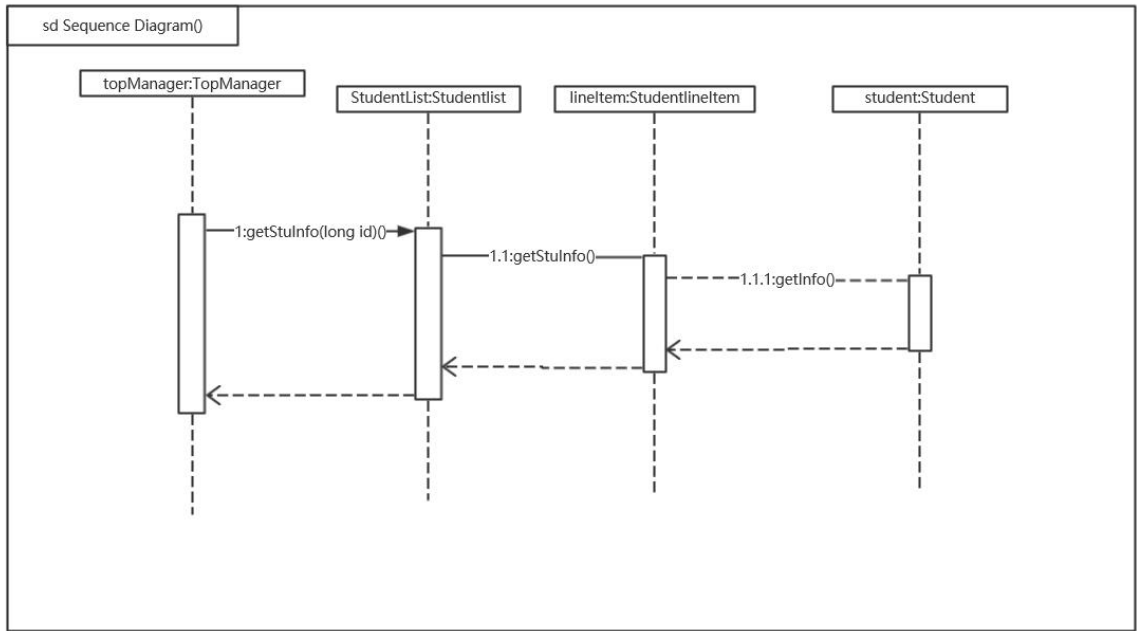 sd Sequence Diagram()
topManager:TopManager
StudentList:Studentlist
lineItem:StudentlineItem
student:Student
1:getStuInfo(long id)()
1.1:getStuInfo()
1.1.1:getInfo()